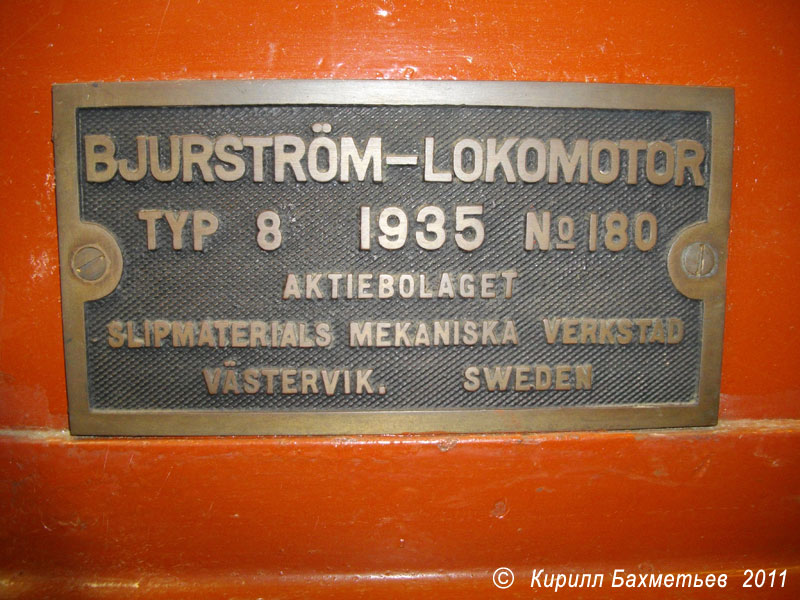 BJURSTRÖM–LOKOMOTOR
TYP 8 1935 No 180
AKTIEBOLAGET
SLIPMATERIALS MEKANISKA VERKSTAD
VÄSTERVIK. SWEDEN
© Кирилл Бахметьев 2011